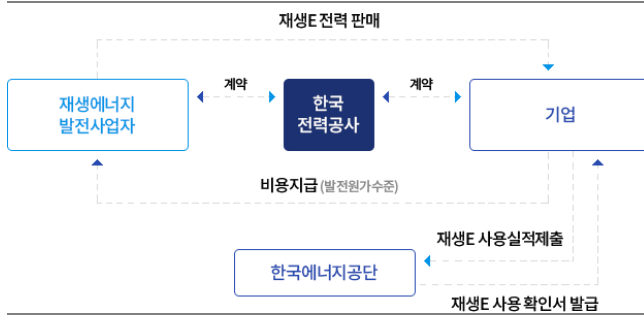 재생E 전력 판매
재생에너지
발전사업자
계약
한국
전력공사
계약
기업
비용지급 (발전원가수준)
재생E 사용실적제출
한국에너지공단
재생E 사용 확인서 발급